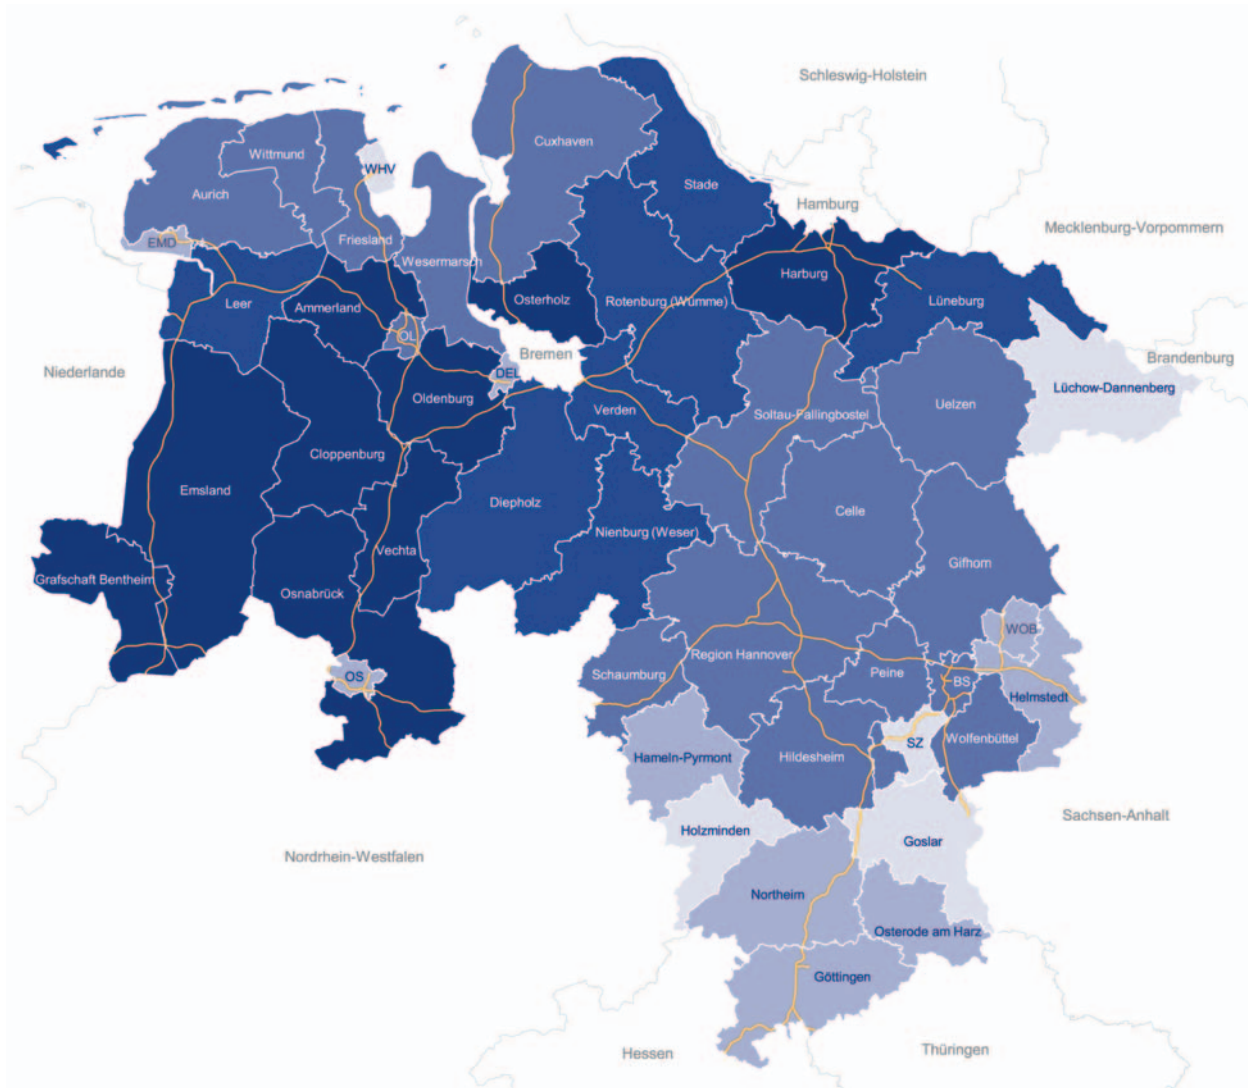 Schleswig-Holstein
Cuxhaven
Wittmund
WHV
Stade
Aurich
Hamburg
Mecklenburg-Vorpommern
EMD
Friesland
Wesermarsch
Harburg
Osterholz
Rotenburg (Wümme)
Leer
Ammerland
Lüneburg
OL
Bremen
Brandenburg
Niederlande
DEL
Lüchow-Dannenberg
Oldenburg
Verden
Soltau-Fallingbostel
Uelzen
Cloppenburg
Emsland
Diepholz
Celle
Nienburg (Weser)
Vechta
Gifhorn
Grafschaft Bentheim
Osnabrück
WOB
Region Hannover
Schaumburg
Peine
OS
BS
Helmstedt
Wolfenbüttel
SZ
Hameln-Pyrmont
Hildesheim
Sachsen-Anhalt
Holzminden
Goslar
Nordrhein-Westfalen
Northeim
Osterode am Harz
Göttingen
Hessen
Thüringen